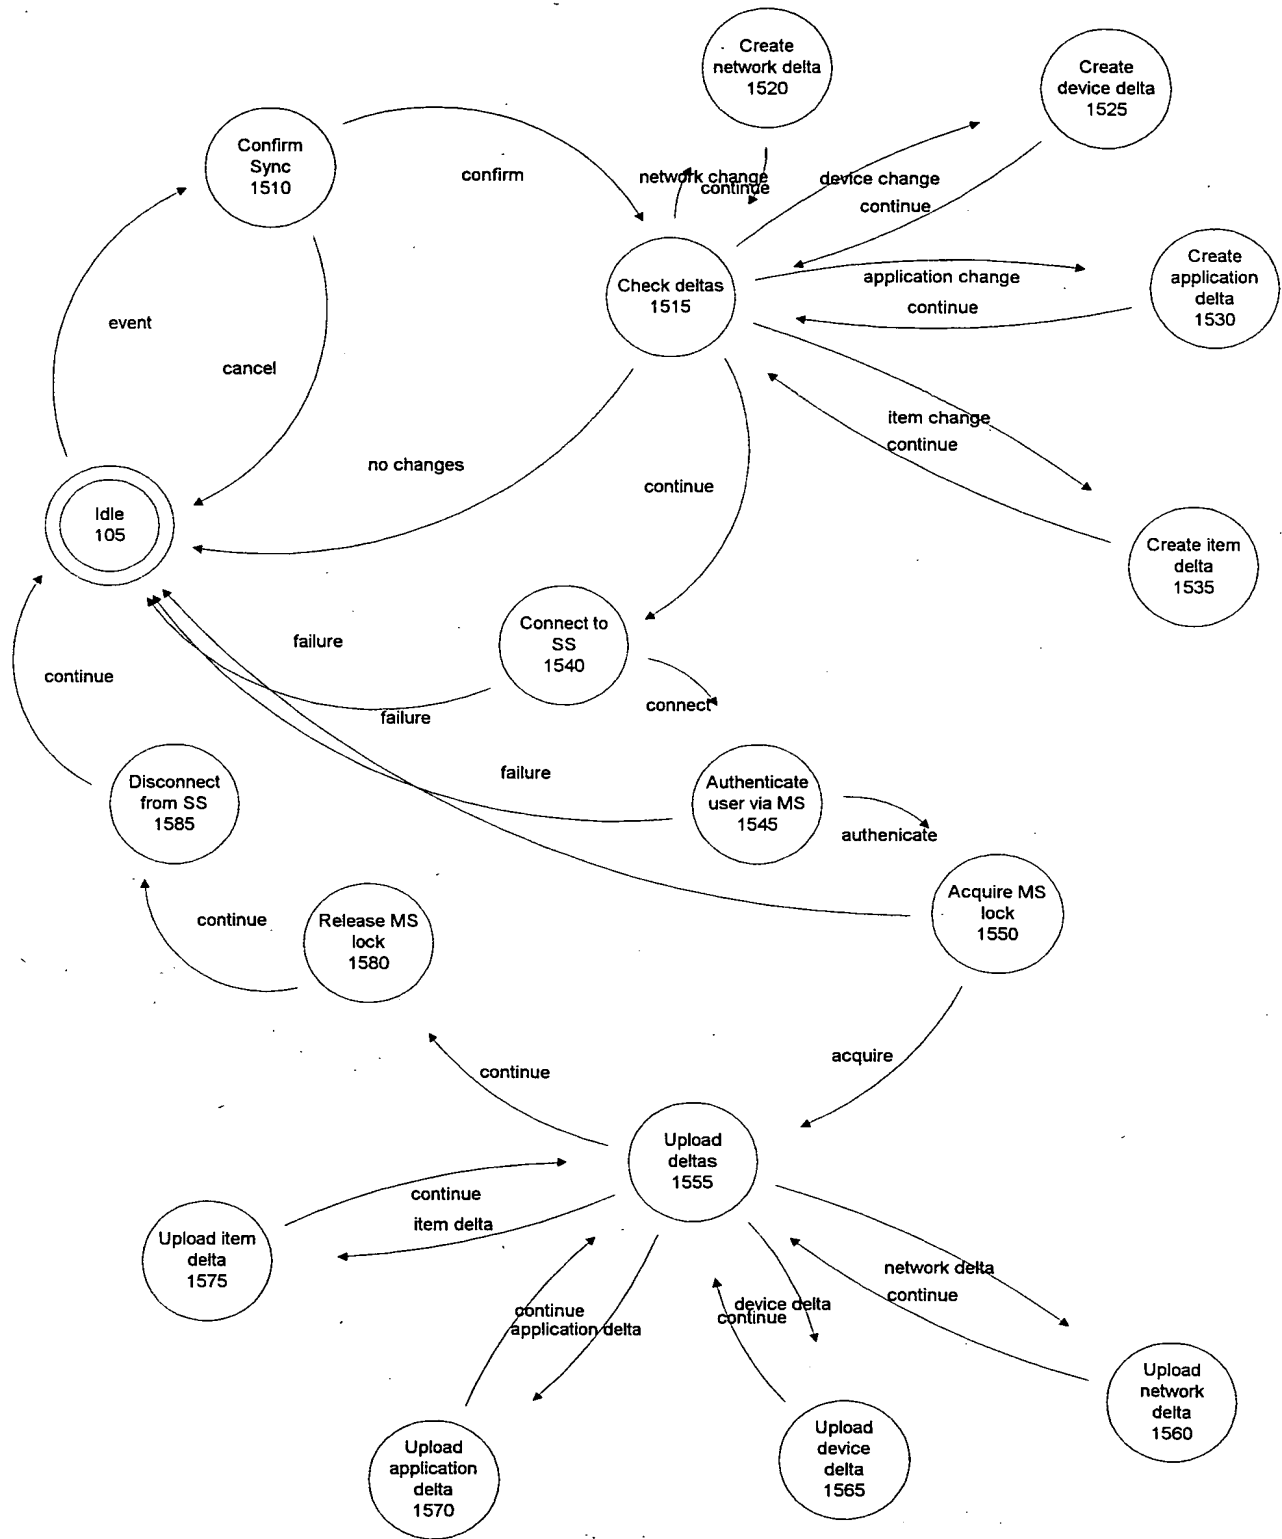 Create
network delta
1520
Create
device delta
1525
Confirm
Sync
1510
confirm
network change
continue
device change
continue
Check deltas
1515
application change
continue
Create
application
delta
1530
event
cancel
item change
continue
no changes
continue
Idle
105
Create item
delta
1535
Connect to
SS
1540
failure
continue
connect
failure
failure
Disconnect
from SS
1585
Authenticate
user via MS
1545
authenicate
Acquire MS
lock
1550
continue
Release MS
lock
1580
acquire
continue
Upload
deltas
1555
continue
item delta
Upload item
delta
1575
network delta
continue
device delta
continue
continue
application delta
Upload
network
delta
1560
Upload
device
delta
1565
Upload
application
delta
1570